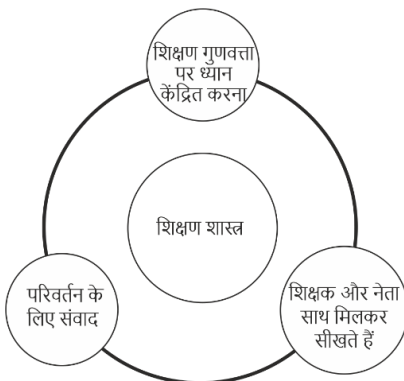 शिक्षण गुणवत्ता
पर ध्यान
केंद्रित करना
शिक्षण शास्त्र
परिवर्तन के
लिए संवाद
शिक्षक और नेता
साथ मिलकर
सीखते हैं